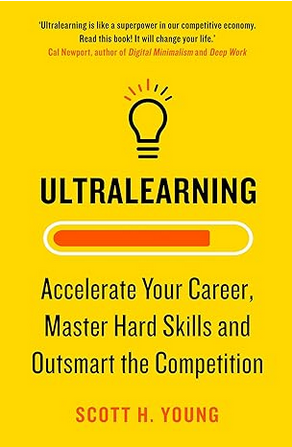 'Ultralearning is like a superpower in our competitive economy.
Read this book! It will change your life.'
Cal Newport, author of Digital Minimalism and Deep Work
ULTRALEARNING
Accelerate Your Career,
Master Hard Skills and
Outsmart the Competition
SCOTT H. YOUNG